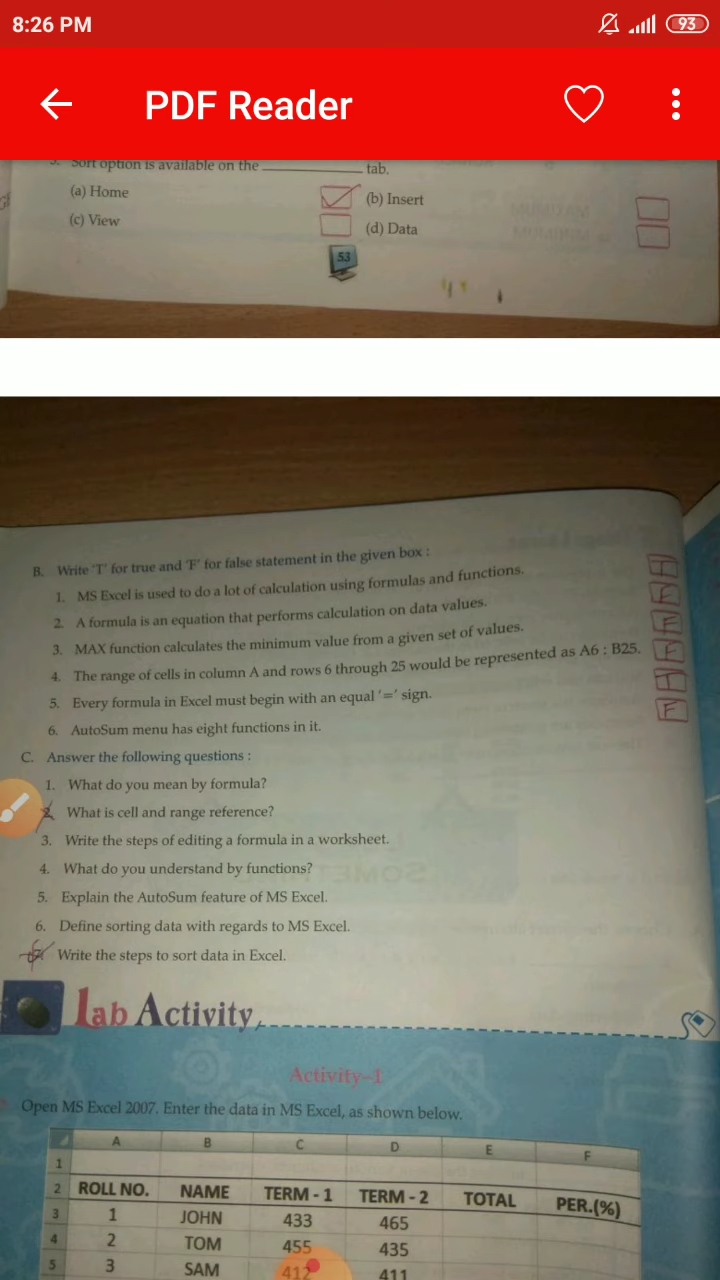 8:26 PM
93
PDF Reader
Sort option is available on the ____________ tab.
(a) Home
(b) Insert
(c) View
(d) Data
53
B. Write 'T' for true and 'F' for false statement in the given box :
1. MS Excel is used to do a lot of calculation using formulas and functions.
2. A formula is an equation that performs calculation on data values.
3. MAX function calculates the minimum value from a given set of values.
4. The range of cells in column A and rows 6 through 25 would be represented as A6 : B25.
5. Every formula in Excel must begin with an equal '=' sign.
6. AutoSum menu has eight functions in it.
C. Answer the following questions :
1. What do you mean by formula?
What is cell and range reference?
3. Write the steps of editing a formula in a worksheet.
4. What do you understand by functions?
5. Explain the AutoSum feature of MS Excel.
6. Define sorting data with regards to MS Excel.
Write the steps to sort data in Excel.
Lab Activity
Activity-1
Open MS Excel 2007. Enter the data in MS Excel, as shown below.
A B C D E F
1
2 ROLL NO. NAME TERM - 1 TERM - 2 TOTAL PER.(%)
3 1 JOHN 433 465
4 2 TOM 455 435
5 3 SAM 412 411